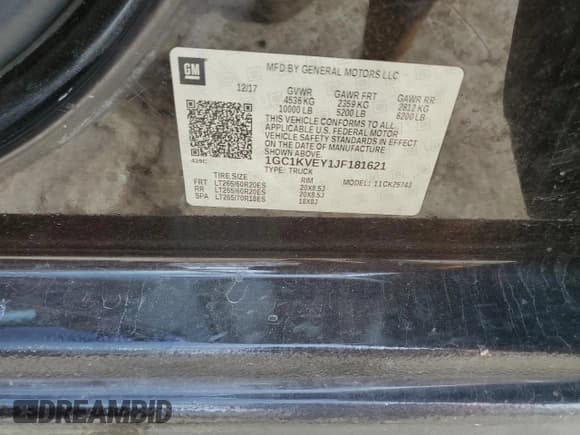 GM
MFD BY GENERAL MOTORS LLC
12/17 GVWR GAWR FRT GAWR RR
4536 KG 2359 KG 2812 KG
10000 LB 5200 LB 6200 LB
THIS VEHICLE CONFORMS TO ALL
APPLICABLE U.S. FEDERAL MOTOR
VEHICLE SAFETY STANDARDS IN EFFECT
ON THE DATE OF MANUFACTURE SHOWN ABOVE.
1GC1KVEY1JF181621
TYPE: TRUCK
MODEL:
TIRE SIZE RIM
FRT LT265/60R20ES 20X8.5J
RR LT265/60R20ES 20X8.5J
SPA LT265/70R18ES 18X8J
DREAMBID